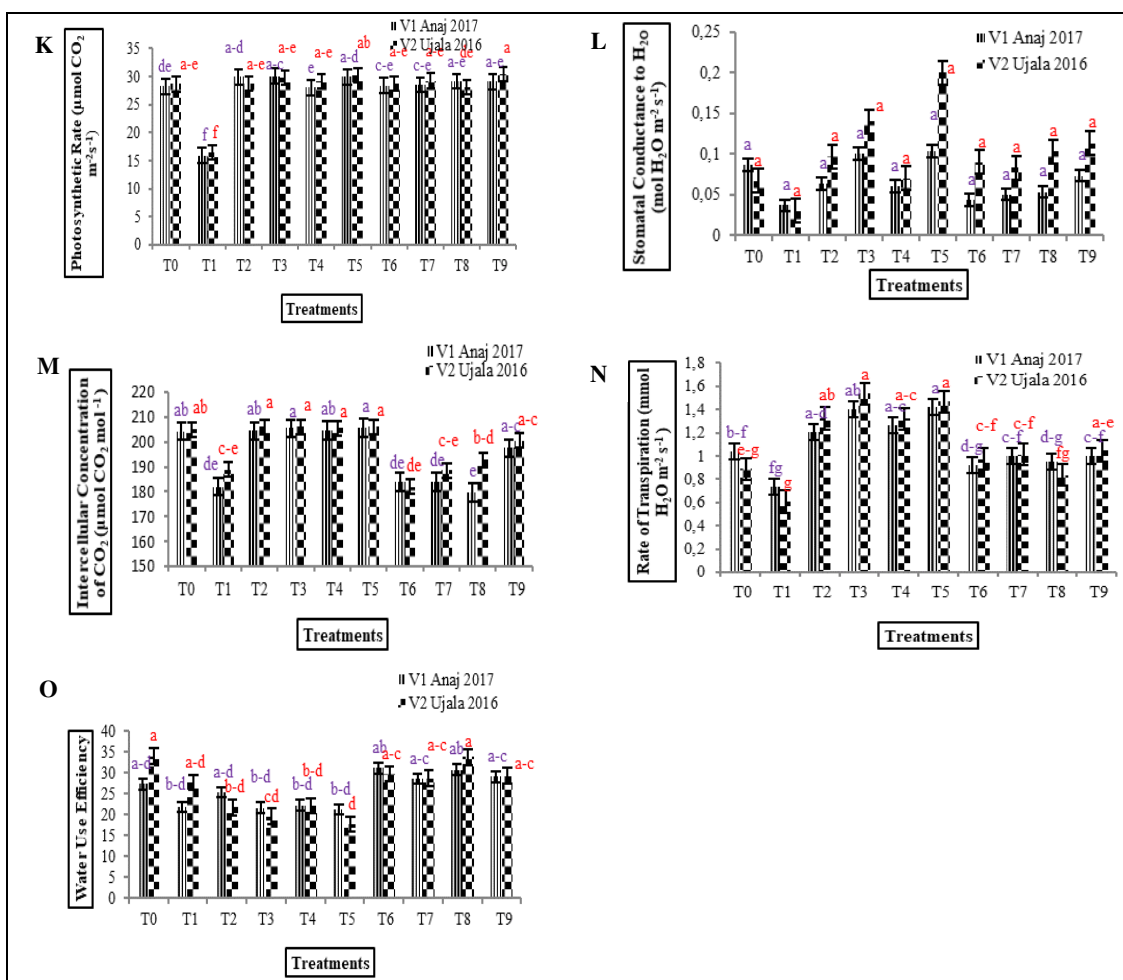 K
Photosynthetic Rate (µmol CO₂
m⁻²s⁻¹)
V1 Anaj 2017
V2 Ujala 2016
35
30
25
20
15
10
5
0
de a-e f f a-d a-e a-c a-e e a-e a-d ab c-e a-e c-e a-e a-e de a-e a
T0 T1 T2 T3 T4 T5 T6 T7 T8 T9
Treatments
L
Stomatal Conductance to H₂o
(mol H₂O m⁻² s⁻¹)
V1 Anaj 2017
V2 Ujala 2016
0,25
0,2
0,15
0,1
0,05
0
a a a a a a a a a a a a a a a a a a a a
T0 T1 T2 T3 T4 T5 T6 T7 T8 T9
Treatments
M
Intercellular Concentration
of CO₂ (µmol CO₂ mol⁻¹)
V1 Anaj 2017
V2 Ujala 2016
220
210
200
190
180
170
160
150
ab ab de c-e ab a a a ab a a a de de de c-e e b-d a-c a-c
T0 T1 T2 T3 T4 T5 T6 T7 T8 T9
Treatments
N
Rate of Transpiration (mmol
H₂O m⁻² s⁻¹)
V1 Anaj 2017
V2 Ujala 2016
1,8
1,6
1,4
1,2
1
0,8
0,6
0,4
0,2
0
b-f e-g fg g a-d ab ab a a-c a-c a a d-g c-f c-f c-f d-g fg c-f a-e
T0 T1 T2 T3 T4 T5 T6 T7 T8 T9
Treatments
O
Water Use Efficiency
V1 Anaj 2017
V2 Ujala 2016
40
35
30
25
20
15
10
5
0
a-d a b-d a-d a-d b-d b-d cd b-d b-d b-d d ab a-c a-c a-c ab a a-c a-c
T0 T1 T2 T3 T4 T5 T6 T7 T8 T9
Treatments